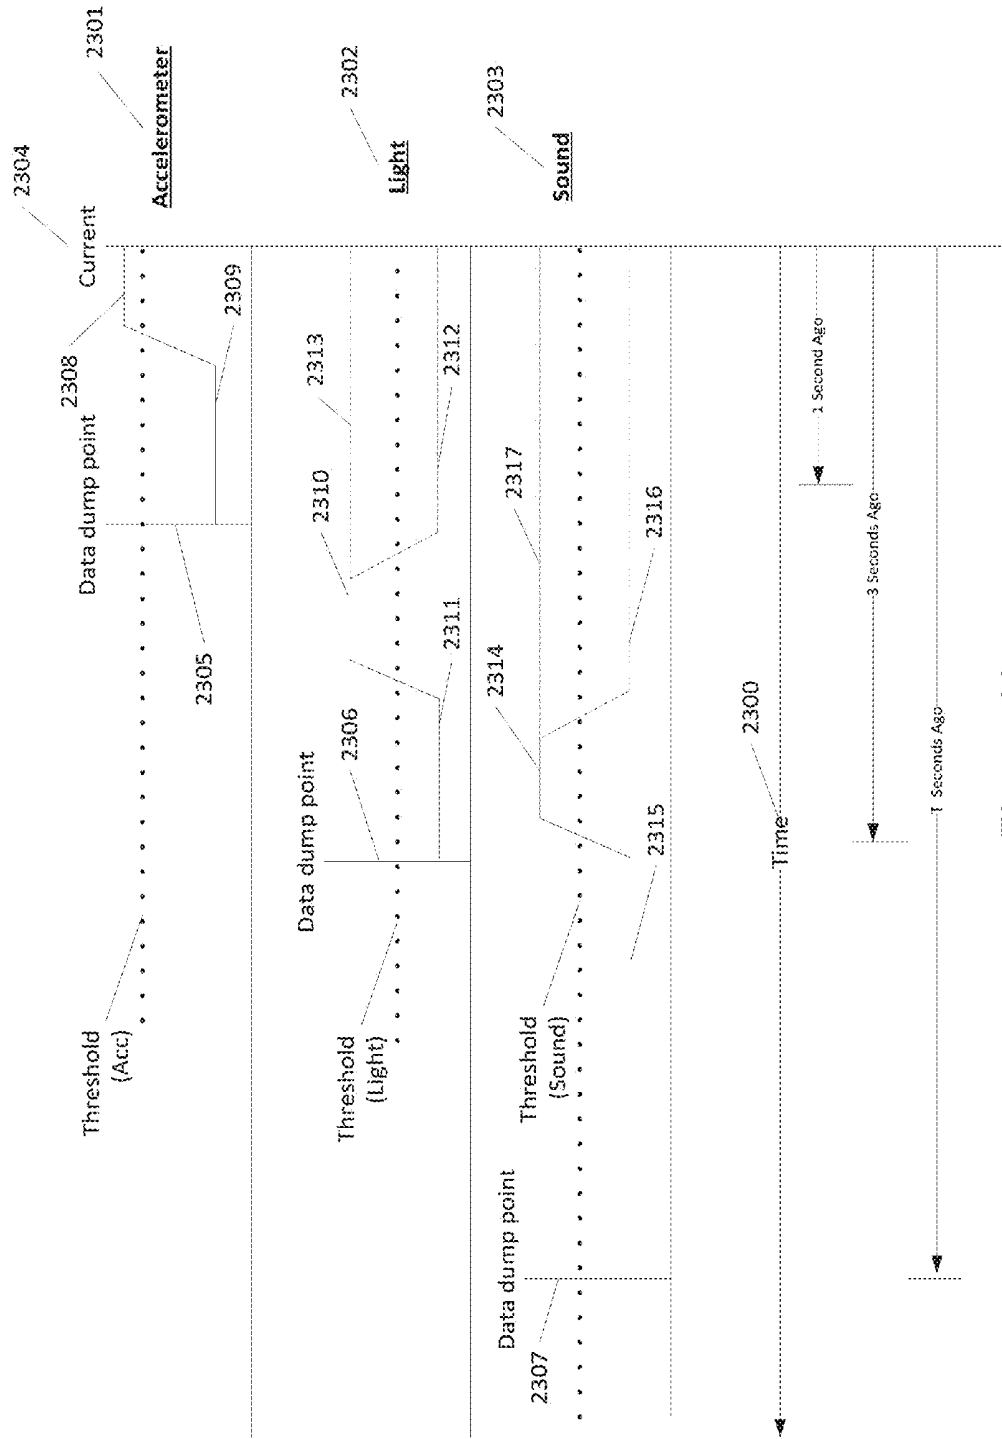 2304
2301
Current
Data dump point
Threshold
(Acc)
2308
Accelerometer
2305
2309
2302
Data dump point
2310
2313
2306
Threshold
(Light)
Light
2311
2312
2303
Data dump point
2314
2317
Threshold
(Sound)
Sound
2307
2315
2316
2300
Time
1 Second Ago
3 Seconds Ago
Seconds Ago